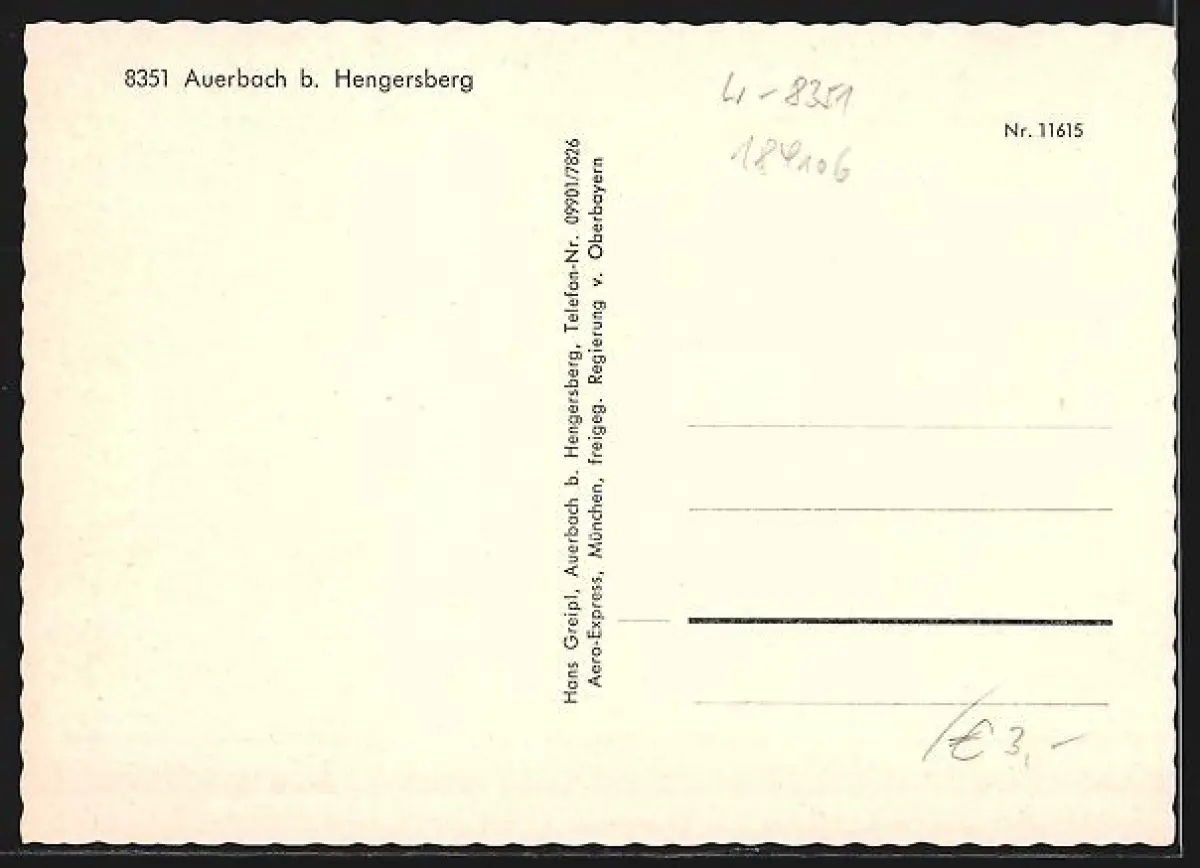 8351 Auerbach b. Hengersberg
Li-8351
Nr. 11615
184106
Hans Greipl, Auerbach b. Hengersberg, Telefon-Nr. 09901/7826
Aero-Express, München, freigeg. Regierung v. Oberbayern
/€ 3,-